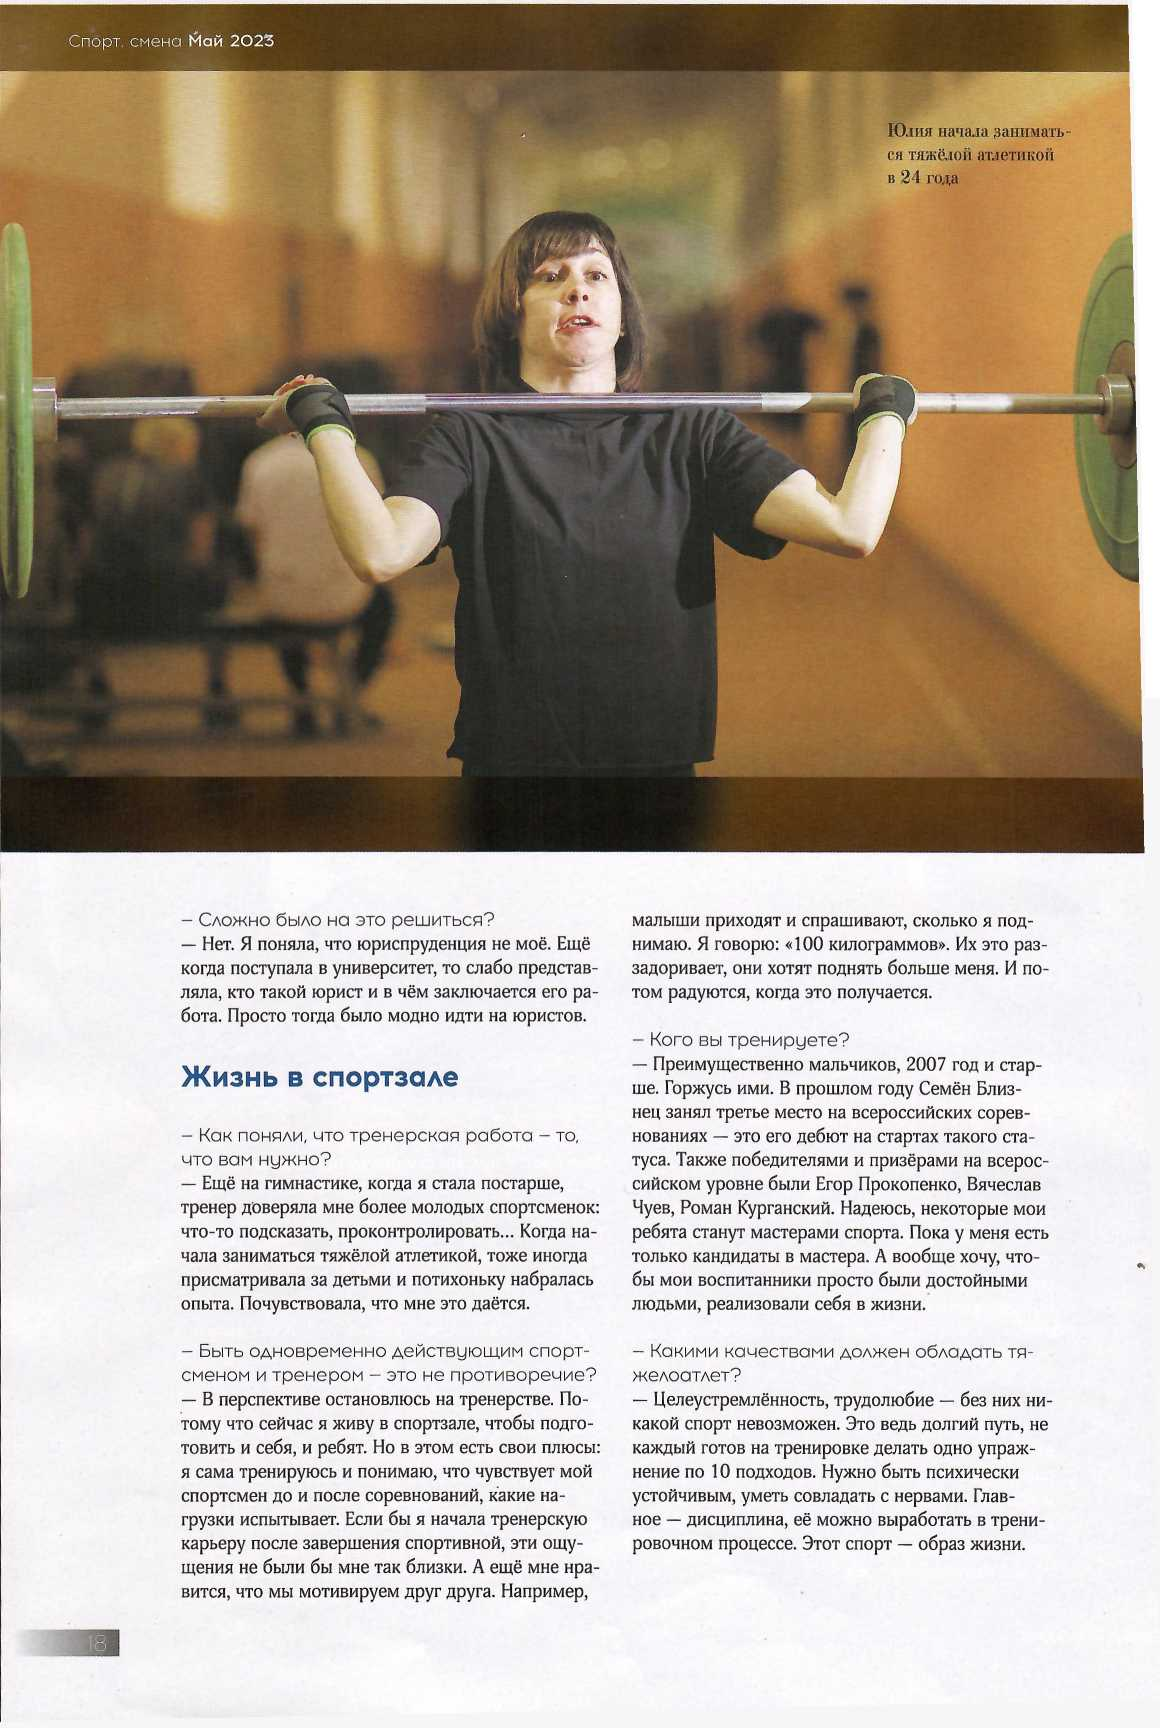 Спорт. смена Май 2023
Юлия начала занимать-
ся тяжёлой атлетикой
в 24 года
– Сложно было на это решиться?
— Нет. Я поняла, что юриспруденция не моё. Ещё
когда поступала в университет, то слабо представ-
ляла, кто такой юрист и в чём заключается его ра-
бота. Просто тогда было модно идти на юристов.
Жизнь в спортзале
– Как поняли, что тренерская работа – то,
что вам нужно?
— Ещё на гимнастике, когда я стала постарше,
тренер доверяла мне более молодых спортсменок:
что-то подсказать, проконтролировать... Когда на-
чала заниматься тяжёлой атлетикой, тоже иногда
присматривала за детьми и потихоньку набралась
опыта. Почувствовала, что мне это даётся.
– Быть одновременно действующим спорт-
сменом и тренером – это не противоречие?
— В перспективе остановлюсь на тренерстве. По-
тому что сейчас я живу в спортзале, чтобы подго-
товить и себя, и ребят. Но в этом есть свои плюсы:
я сама тренируюсь и понимаю, что чувствует мой
спортсмен до и после соревнований, какие на-
грузки испытывает. Если бы я начала тренерскую
карьеру после завершения спортивной, эти ощу-
щения не были бы мне так близки. А ещё мне нра-
вится, что мы мотивируем друг друга. Например,
малыши приходят и спрашивают, сколько я под-
нимаю. Я говорю: «100 килограммов». Их это раз-
задоривает, они хотят поднять больше меня. И по-
том радуются, когда это получается.
– Кого вы тренируете?
— Преимущественно мальчиков, 2007 год и стар-
ше. Горжусь ими. В прошлом году Семён Близ-
нец занял третье место на всероссийских сорев-
нованиях — это его дебют на стартах такого ста-
туса. Также победителями и призёрами на всерос-
сийском уровне были Егор Прокопенко, Вячеслав
Чуев, Роман Курганский. Надеюсь, некоторые мои
ребята станут мастерами спорта. Пока у меня есть
только кандидаты в мастера. А вообще хочу, что-
бы мои воспитанники просто были достойными
людьми, реализовали себя в жизни.
– Какими качествами должен обладать тя-
желоатлет?
— Целеустремлённость, трудолюбие — без них ни-
какой спорт невозможен. Это ведь долгий путь, не
каждый готов на тренировке делать одно упраж-
нение по 10 подходов. Нужно быть психически
устойчивым, уметь совладать с нервами. Глав-
ное — дисциплина, её можно выработать в трени-
ровочном процессе. Этот спорт — образ жизни.
18